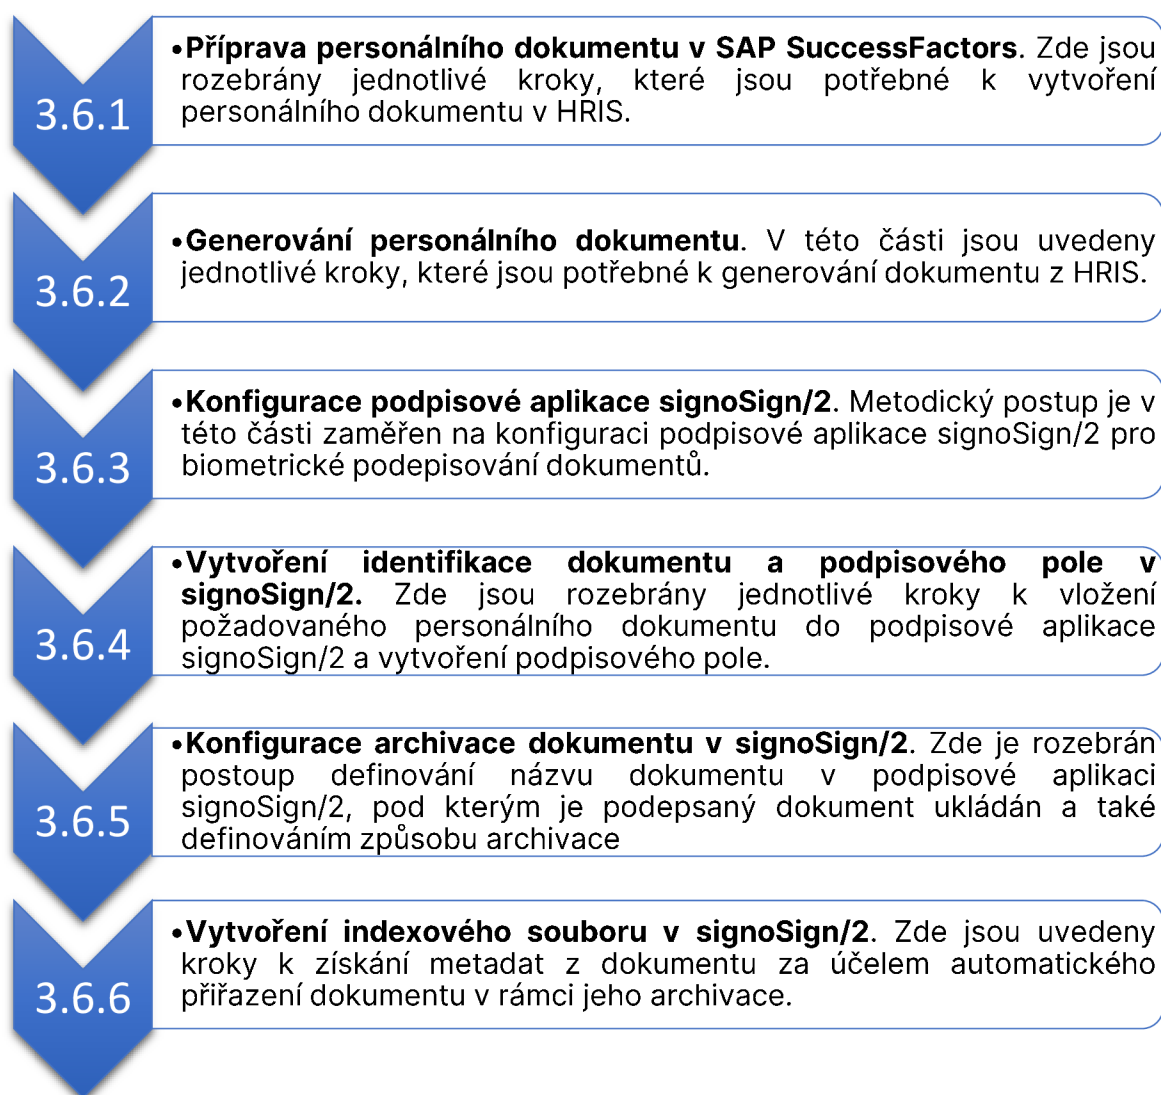 3.6.1
•Příprava personálního dokumentu v SAP SuccessFactors. Zde jsou
rozebrány jednotlivé kroky, které jsou potřebné k vytvoření
personálního dokumentu v HRIS.
3.6.2
•Generování personálního dokumentu. V této části jsou uvedeny
jednotlivé kroky, které jsou potřebné k generování dokumentu z HRIS.
3.6.3
•Konfigurace podpisové aplikace signoSign/2. Metodický postup je v
této části zaměřen na konfiguraci podpisové aplikace signoSign/2 pro
biometrické podepisování dokumentů.
3.6.4
•Vytvoření identifikace dokumentu a podpisového pole v
signoSign/2. Zde jsou rozebrány jednotlivé kroky k vložení
požadovaného personálního dokumentu do podpisové aplikace
signoSign/2 a vytvoření podpisového pole.
3.6.5
•Konfigurace archivace dokumentu v signoSign/2. Zde je rozebrán
postoup definování názvu dokumentu v podpisové aplikaci
signoSign/2, pod kterým je podepsaný dokument ukládán a také
definováním způsobu archivace
3.6.6
•Vytvoření indexového souboru v signoSign/2. Zde jsou uvedeny
kroky k získání metadat z dokumentu za účelem automatického
přiřazení dokumentu v rámci jeho archivace.